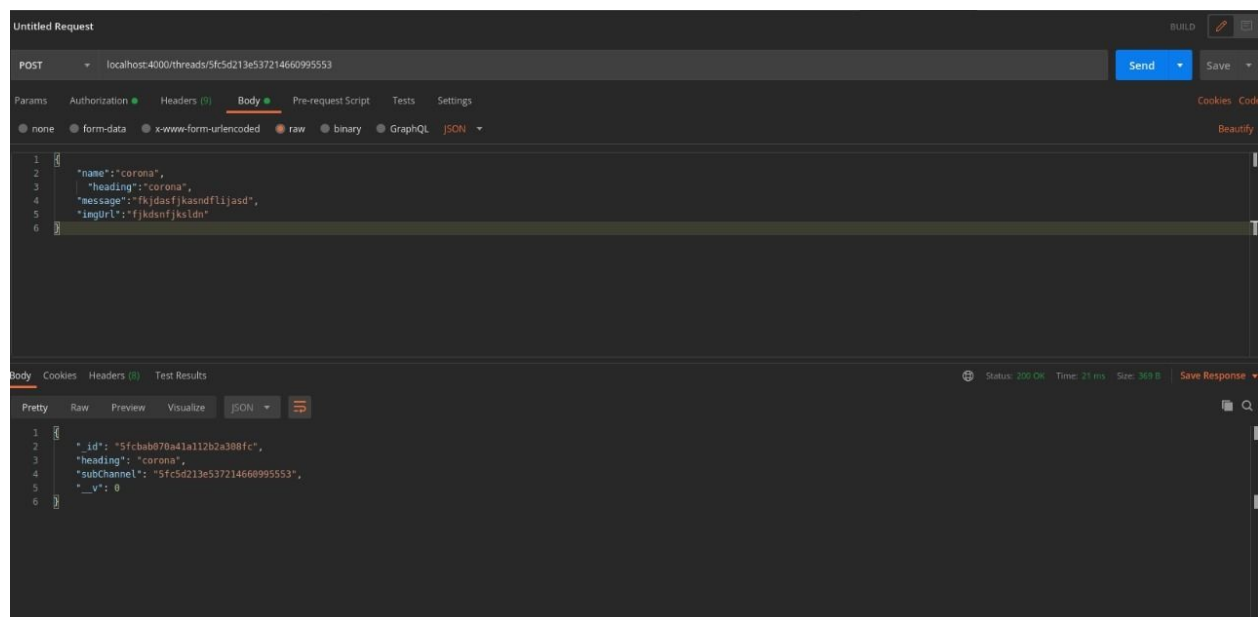 Untitled Request
BUILD
POST localhost:4000/threads/5fc5d213e537214660995553 Send Save
Params Authorization Headers (9) Body Pre-request Script Tests Settings Cookies Code
none form-data x-www-form-urlencoded raw binary GraphQL JSON Beautify
1 {
2 "name":"corona",
3 "heading":"corona",
4 "message":"fkjdasfjkasndflijasd",
5 "imgUrl":"fjkdsnfjksldn"
6 }
Body Cookies Headers (8) Test Results Status: 200 OK Time: 21 ms Size: 369 B Save Response
Pretty Raw Preview Visualize JSON
1 {
2 "_id": "5fcbab070a41a112b2a308fc",
3 "heading": "corona",
4 "subChannel": "5fc5d213e537214660995553",
5 "__v": 0
6 }